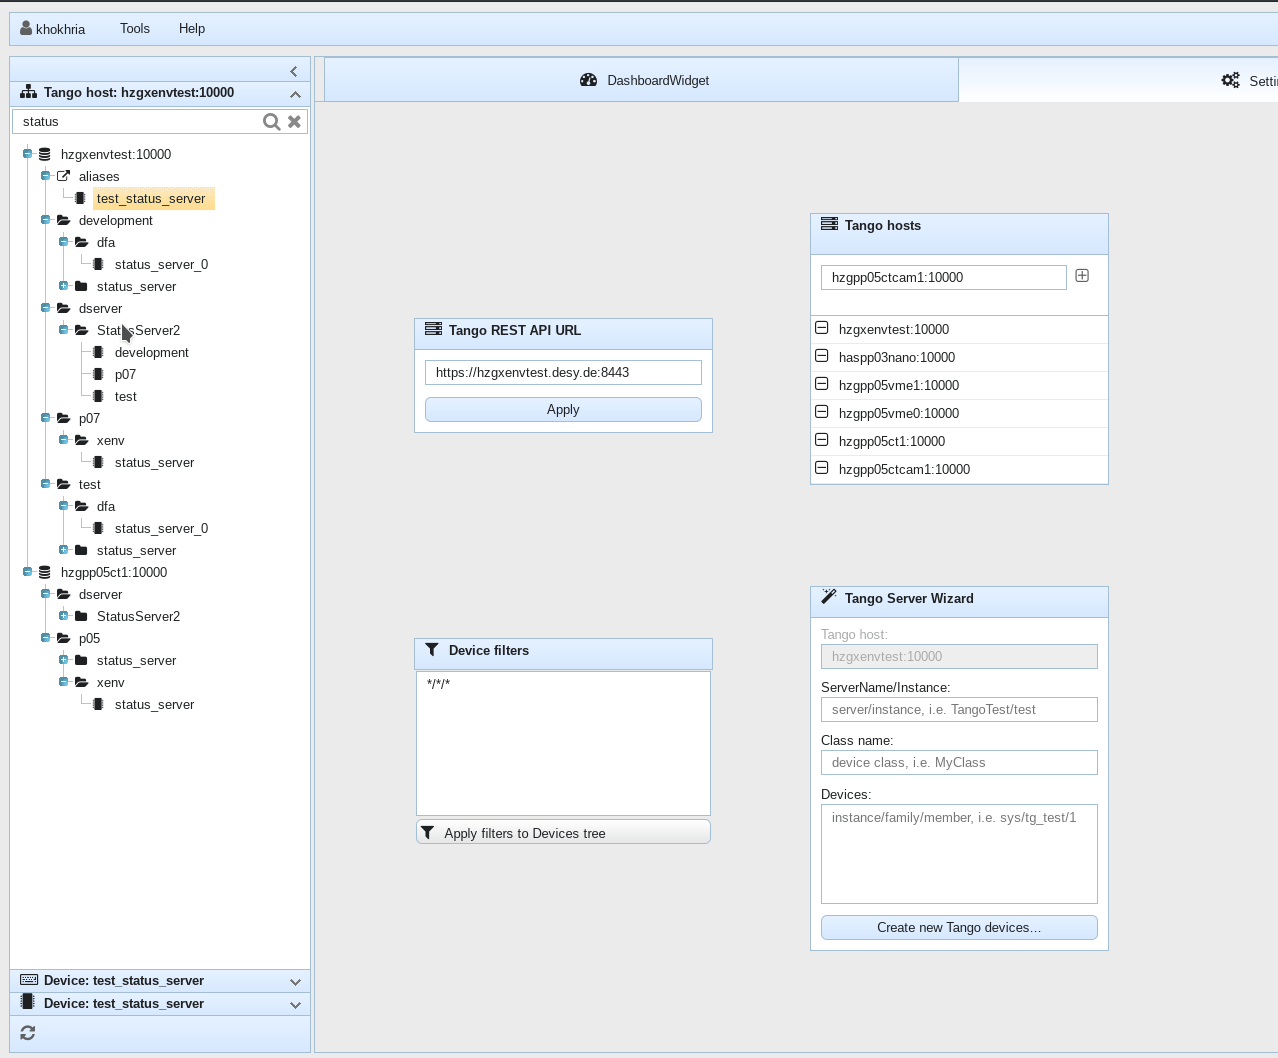 khokhria Tools Help
Tango host: hzgxenvtest:10000
status
hzgxenvtest:10000
aliases
test_status_server
development
dfa
status_server_0
status_server
dserver
StatusServer2
development
p07
test
p07
xenv
status_server
test
dfa
status_server_0
status_server
hzgpp05ct1:10000
dserver
StatusServer2
p05
status_server
xenv
status_server
Device: test_status_server
Device: test_status_server
DashboardWidget
Tango REST API URL
https://hzgxenvtest.desy.de:8443
Apply
Tango hosts
hzgpp05ctcam1:10000
hzgxenvtest:10000
haspp03nano:10000
hzgpp05vme1:10000
hzgpp05vme0:10000
hzgpp05ct1:10000
hzgpp05ctcam1:10000
Device filters
*/*/*
Apply filters to Devices tree
Tango Server Wizard
Tango host:
hzgxenvtest:10000
ServerName/Instance:
server/instance, i.e. TangoTest/test
Class name:
device class, i.e. MyClass
Devices:
instance/family/member, i.e. sys/tg_test/1
Create new Tango devices...